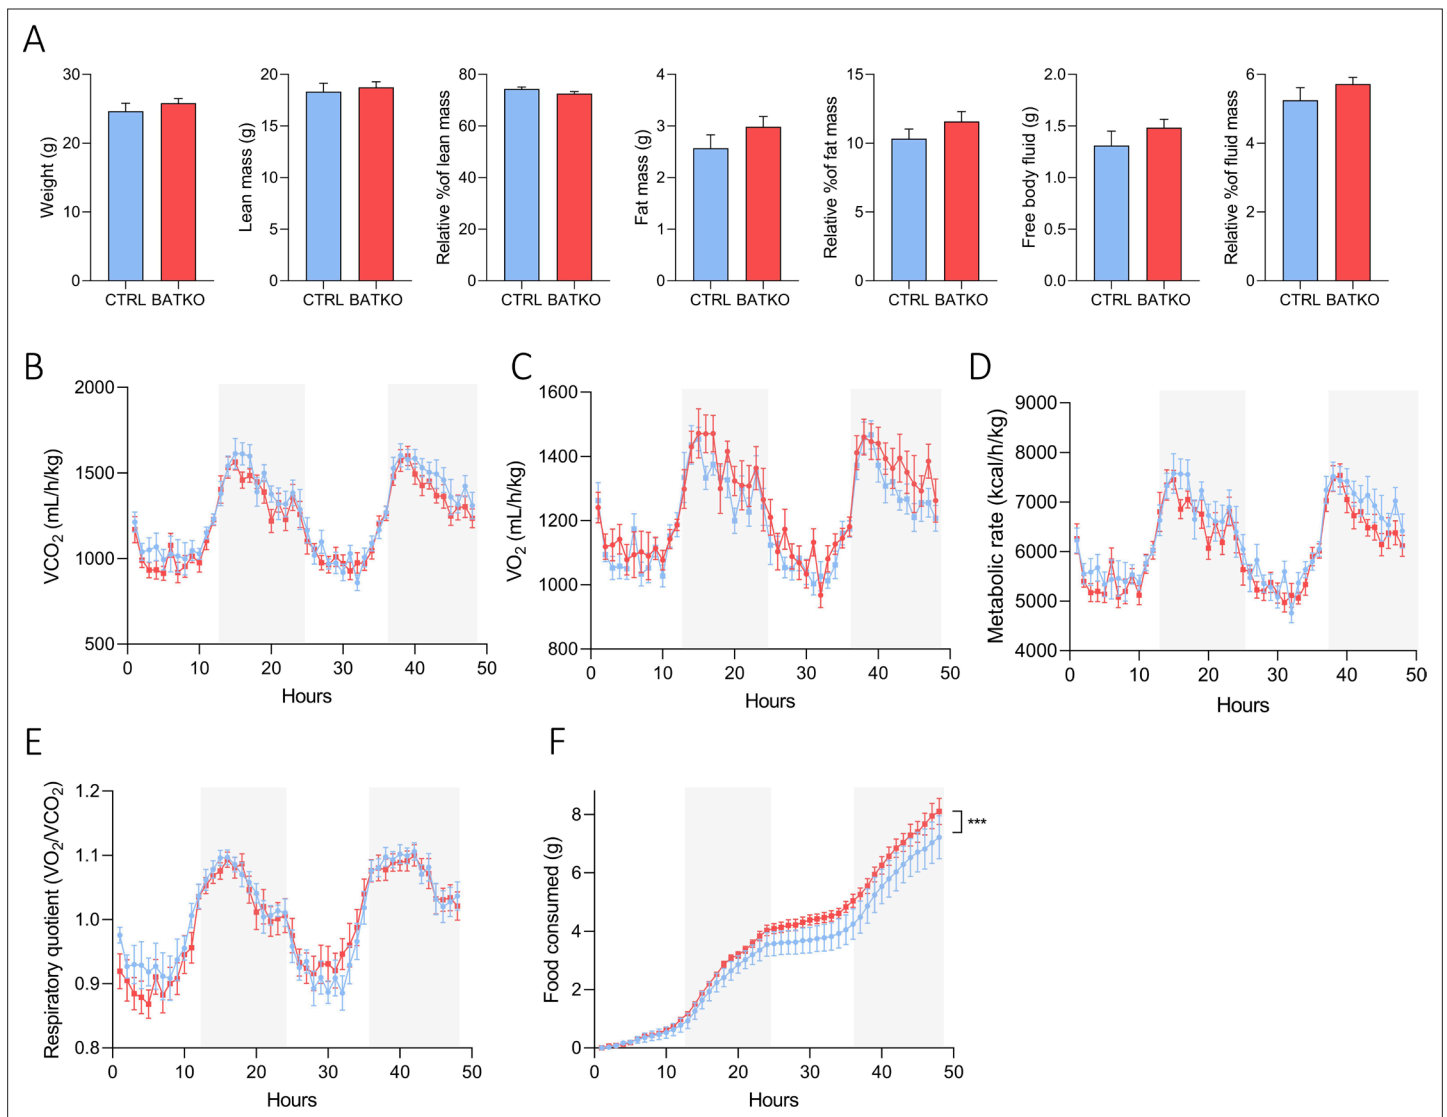 A
Weight (g)
30
20
10
0
CTRL BATKO
Lean mass (g)
20
15
10
5
0
CTRL BATKO
Relative %of lean mass
80
60
40
20
0
CTRL BATKO
Fat mass (g)
4
3
2
1
0
CTRL BATKO
Relative %of fat mass
15
10
5
0
CTRL BATKO
Free body fluid (g)
2.0
1.5
1.0
0.5
0.0
CTRL BATKO
Relative %of fluid mass
6
4
2
0
CTRL BATKO
B
VCO₂ (mL/h/kg)
2000
1500
1000
500
0 10 20 30 40 50
Hours
C
VO₂ (mL/h/kg)
1600
1400
1200
1000
800
0 10 20 30 40 50
Hours
D
Metabolic rate (kcal/h/kg)
9000
8000
7000
6000
5000
4000
0 10 20 30 40 50
Hours
E
Respiratory quotient (VO₂/VCO₂)
1.2
1.1
1.0
0.9
0.8
0 10 20 30 40 50
Hours
F
Food consumed (g)
8
6
4
2
0
0 10 20 30 40 50
Hours
***